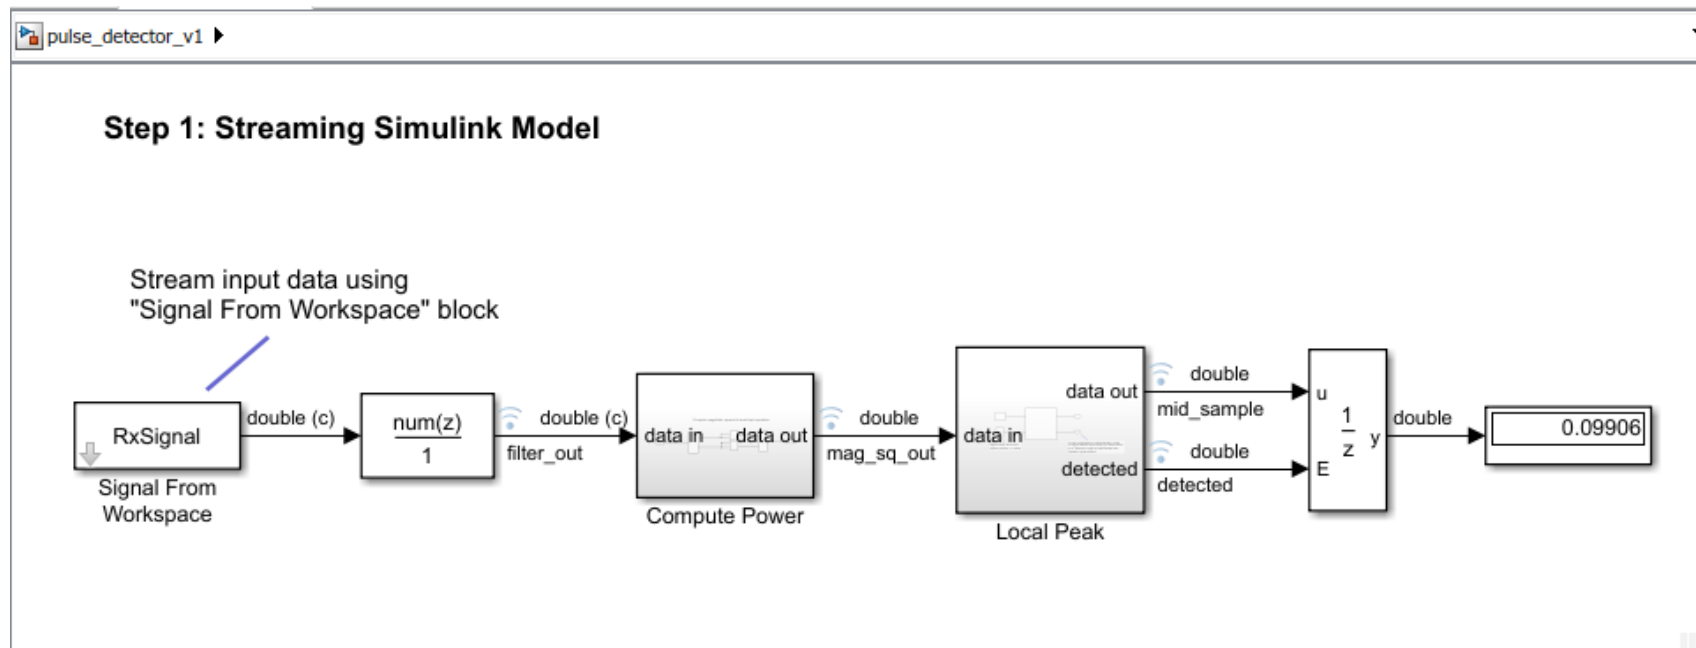 pulse_detector_v1
Step 1: Streaming Simulink Model
Stream input data using
"Signal From Workspace" block
RxSignal
Signal From
Workspace
double (c)
num(z)
1
double (c)
filter_out
data in
data out
Compute Power
double
mag_sq_out
data in
data out
detected
Local Peak
double
mid_sample
double
detected
u
E
1
z
y
double
0.09906